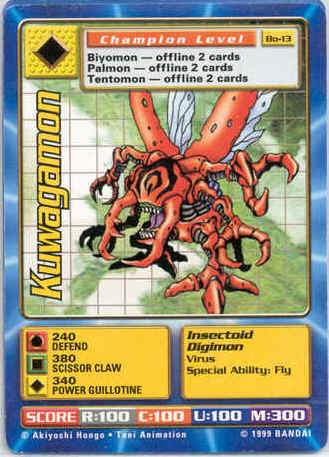 Champion Level
Bo-13
Biyomon — offline 2 cards
Palmon — offline 2 cards
Tentomon — offline 2 cards
Kuwagamon
240
DEFEND
380
SCISSOR CLAW
340
POWER GUILLOTINE
Insectoid
Digimon
Virus
Special Ability: Fly
SCORE R:100 C:100 U:100 M:300
© Akiyoshi Hongo • Toei Animation © 1999 BANDAI